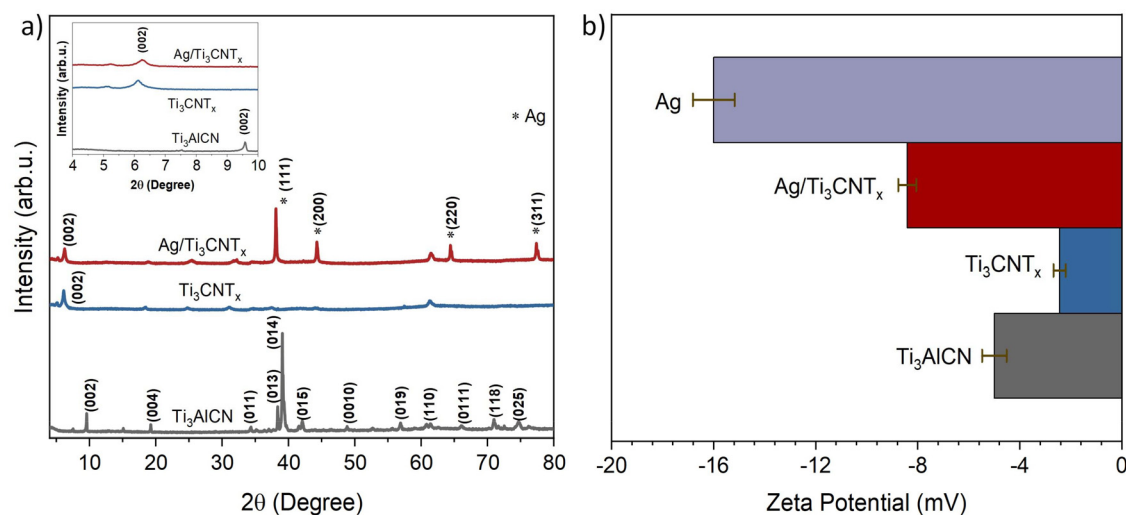 a)
Intensity (arb.u.)
(002)
Ag/Ti₃CNTₓ
Ti₃CNTₓ
(002)
Ti₃AlCN
4 5 6 7 8 9 10
2θ (Degree)
Intensity (arb.u.)
* Ag
* (111)
*(200)
*(220)
*(311)
(002)
Ag/Ti₃CNTₓ
(002)
Ti₃CNTₓ
(014)
(002)
(004)
(011)
(013)
(015)
(0010)
(019)
(110)
(0111)
(118)
(025)
Ti₃AlCN
10 20 30 40 50 60 70 80
2θ (Degree)
b)
Ag
Ag/Ti₃CNTₓ
Ti₃CNTₓ
Ti₃AlCN
-20 -16 -12 -8 -4 0
Zeta Potential (mV)